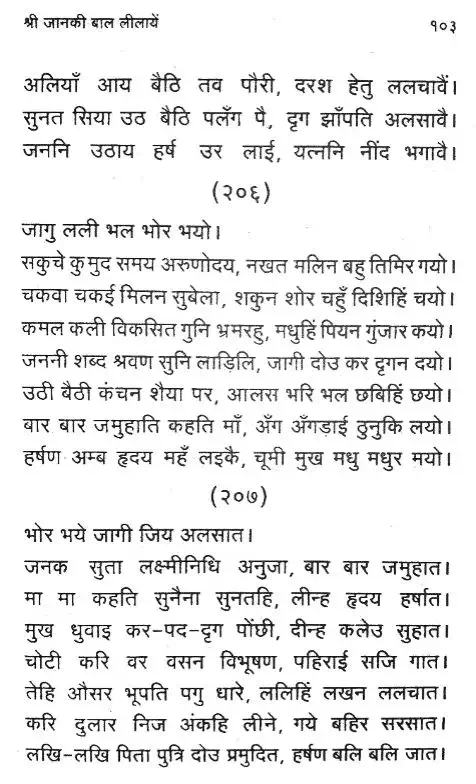 श्री जानकी बाल लीलायें १०३
अलियाँ आय बैठि तव पौरी, दरश हेतु ललचावैं।
सुनत सिया उठ बैठि पलँग पै, दृग झाँपति अलसावै।
जननि उठाय हर्ष उर लाई, यत्ननि नींद भगावै।
(२०६)
जागु लली भल भोर भयो।
सकुचे कुमुद समय अरुणोदय, नखत मलिन बहु तिमिर गयो।
चकवा चकई मिलन सुबेला, शकुन शोर चहुँ दिशिहिं चयो।
कमल कली विकसित गुनि भ्रमरहु, मधुहिं पियन गुंजार कयो।
जननी शब्द श्रवण सुनि लाड़िलि, जागी दोउ कर दृगन दयो।
उठी बैठी कंचन शैया पर, आलस भरि भल छबिहिं छयो।
बार बार जमुहाति कहति माँ, अँग अँगड़ाई ठुनुकि लयो।
हर्षण अम्ब हृदय महँ लइकै, चूमी मुख मधु मधुर मयो।
(२०७)
भोर भये जागी जिय अलसात।
जनक सुता लक्ष्मीनिधि अनुजा, बार बार जमुहात।
मा मा कहति सुनैना सुनतहि, लीन्ह हृदय हर्षात।
मुख धुवाइ कर-पद-दृग पोंछी, दीन्ह कलेउ सुहात।
चोटी करि वर वसन विभूषण, पहिराई सजि गात।
तेहि औसर भूपति पगु धारे, ललिहिं लखन ललचात।
करि दुलार निज अंकहि लीने, गये बहिर सरसात।
लखि-लखि पिता पुत्रि दोउ प्रमुदित, हर्षण बलि बलि जात।